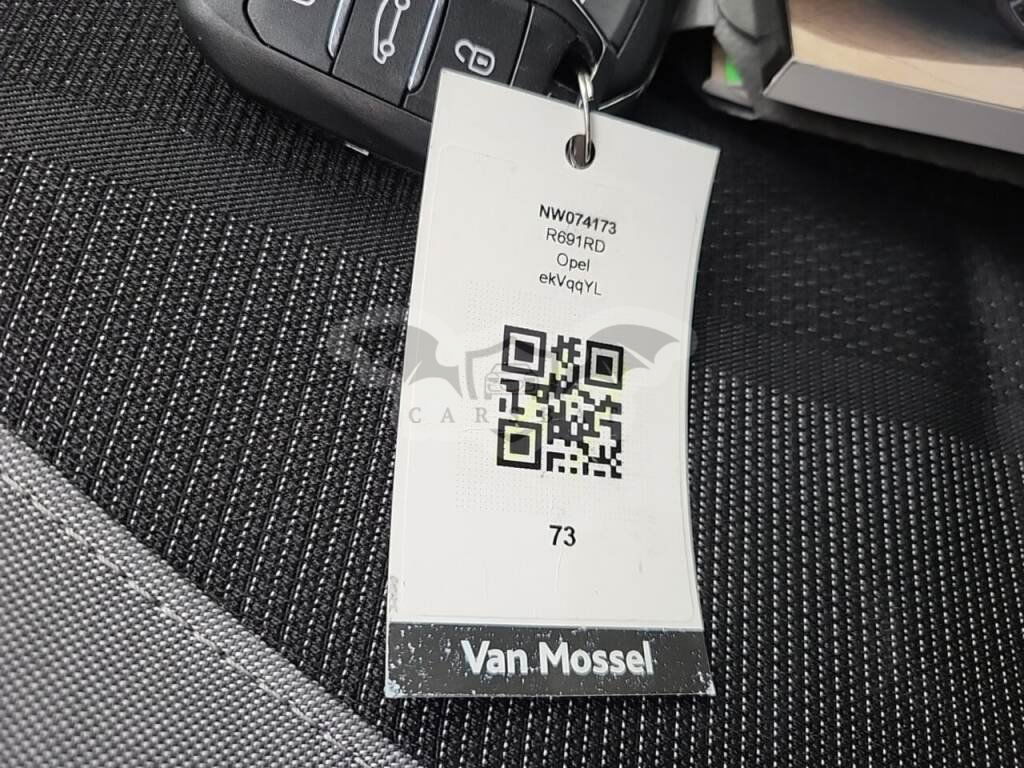 NW074173
R691RD
Opel
ekVqqYL
73
Van Mossel